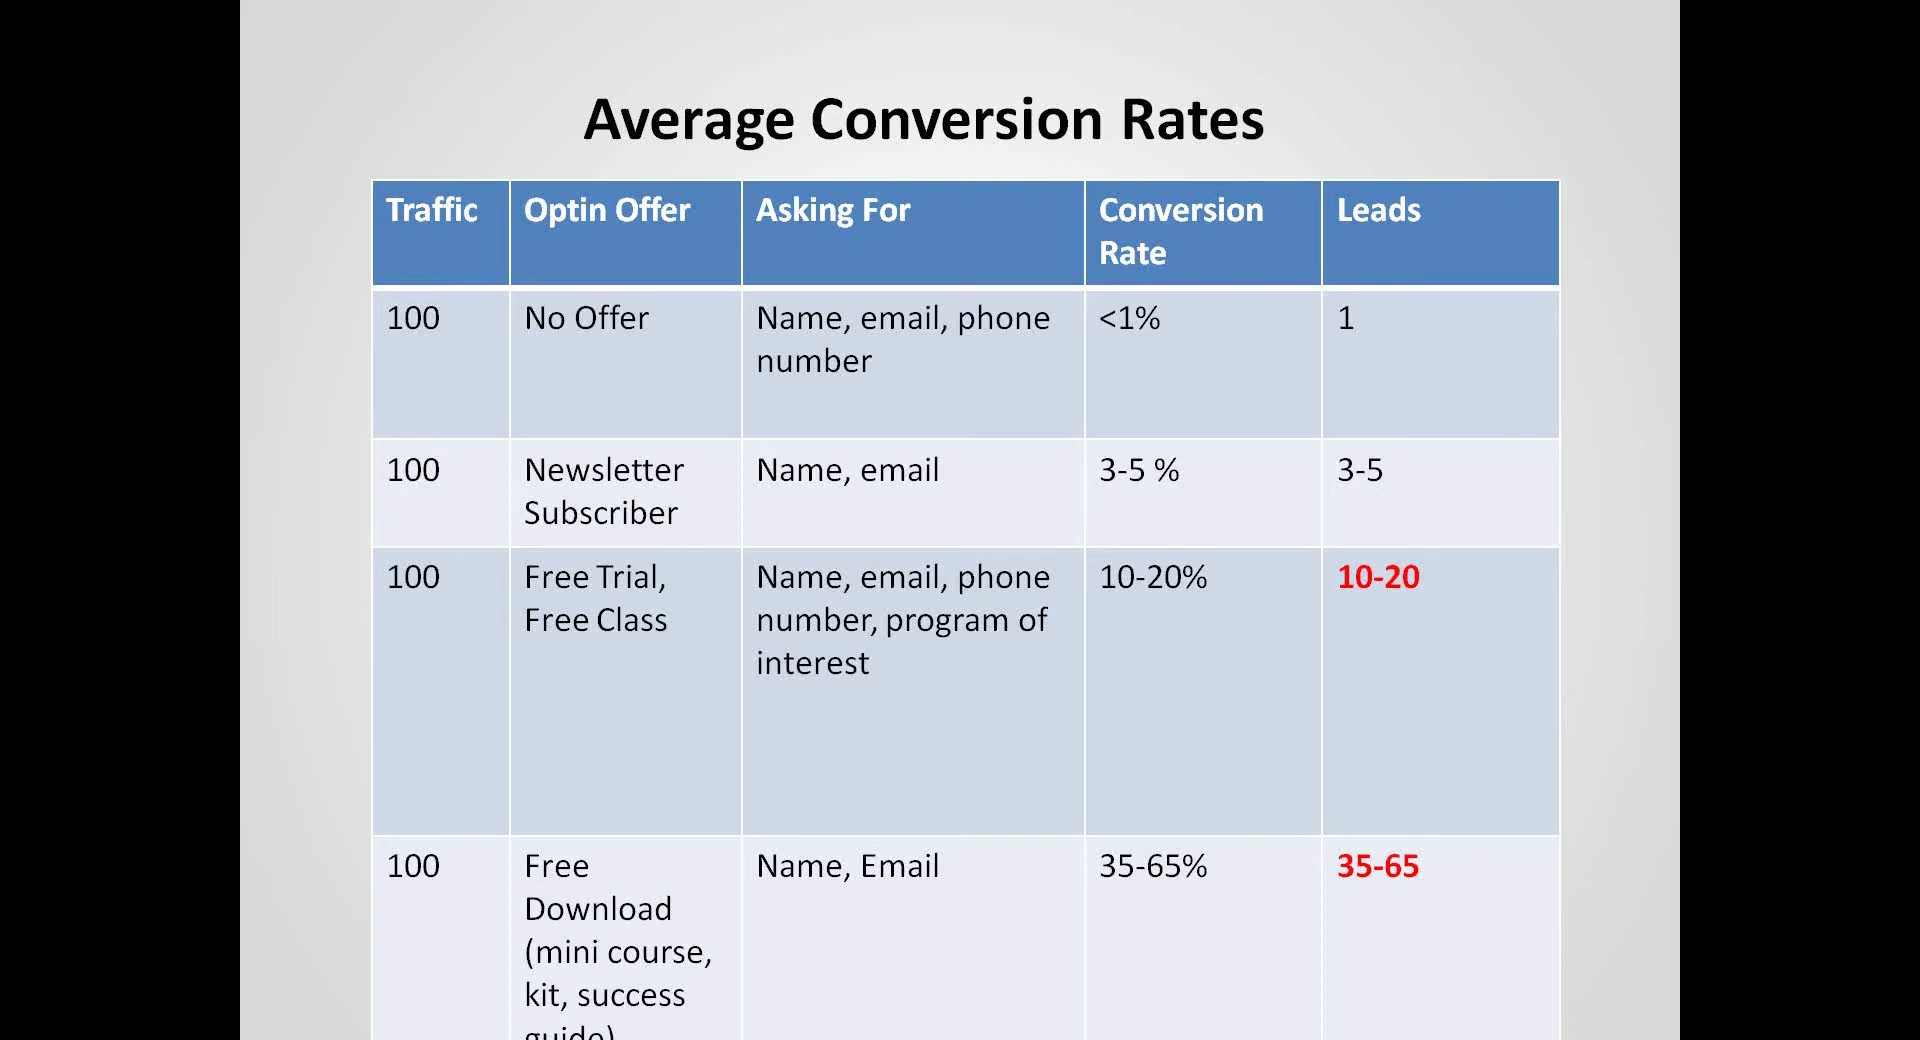 Average Conversion Rates
Traffic
Optin Offer
Asking For
Conversion
Rate
Leads
100
No Offer
Name, email, phone
number
<1%
1
100
Newsletter
Subscriber
Name, email
3-5 %
3-5
100
Free Trial,
Free Class
Name, email, phone
number, program of
interest
10-20%
10-20
100
Free
Download
(mini course,
kit, success
guide)
Name, Email
35-65%
35-65